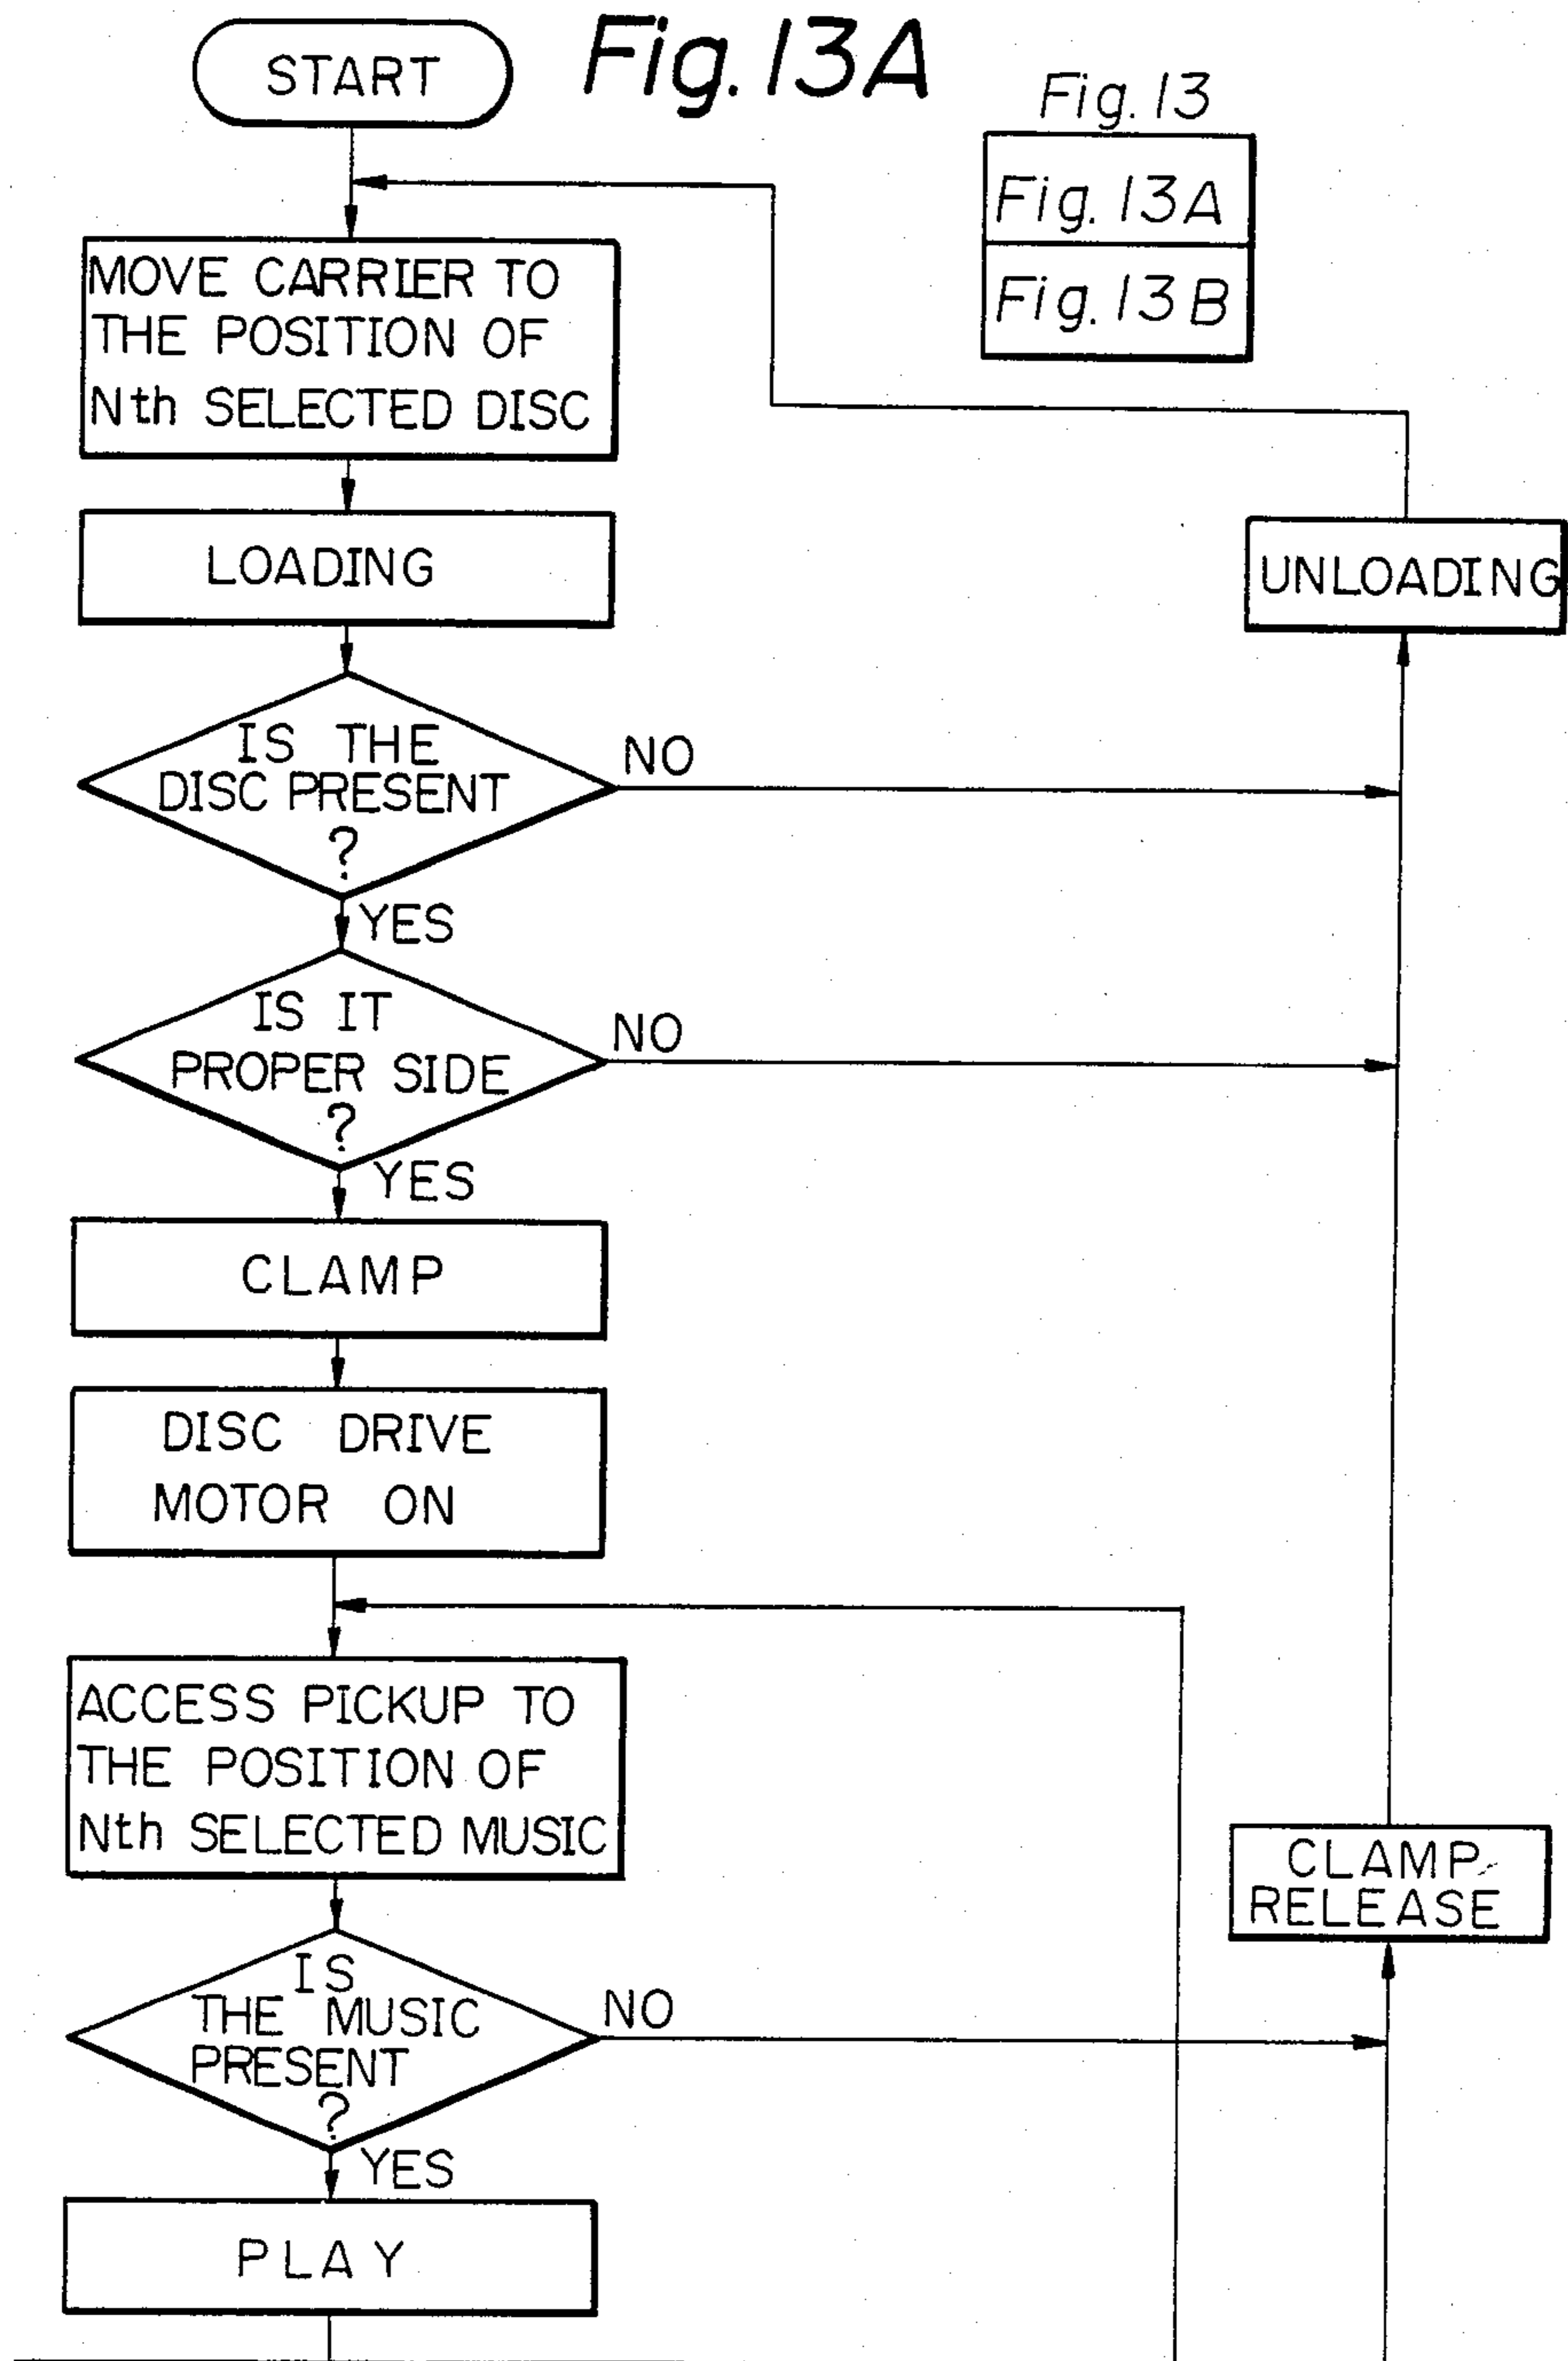 Fig. 13A
Fig. 13
Fig. 13A
Fig. 13B
START
MOVE CARRIER TO
THE POSITION OF
Nth SELECTED DISC
LOADING
UNLOADING
IS THE
DISC PRESENT
?
NO
YES
IS IT
PROPER SIDE
?
NO
YES
CLAMP
DISC DRIVE
MOTOR ON
ACCESS PICKUP TO
THE POSITION OF
Nth SELECTED MUSIC
CLAMP
RELEASE
IS
THE MUSIC
PRESENT
?
NO
YES
PLAY